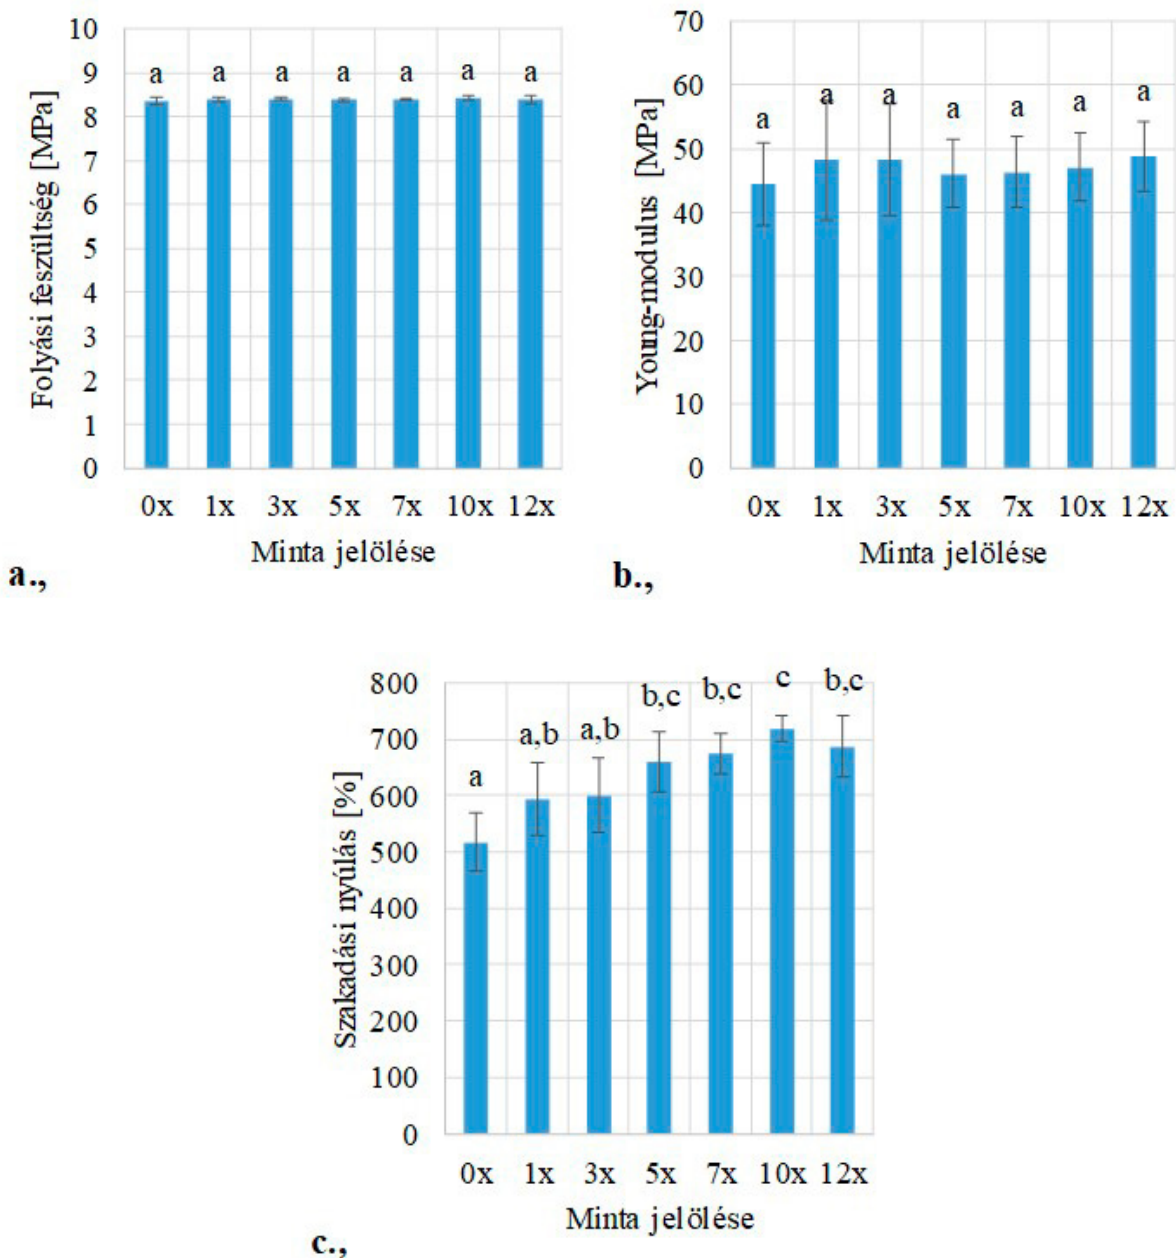 Folyási feszültség [MPa]
10
9
8
7
6
5
4
3
2
1
0
a a a a a a a
0x 1x 3x 5x 7x 10x 12x
Minta jelölése
a.,
Young-modulus [MPa]
70
60
50
40
30
20
10
0
a a a a a a a
0x 1x 3x 5x 7x 10x 12x
Minta jelölése
b.,
Szakadási nyúlás [%]
800
700
600
500
400
300
200
100
0
a a,b a,b b,c b,c c b,c
0x 1x 3x 5x 7x 10x 12x
Minta jelölése
c.,